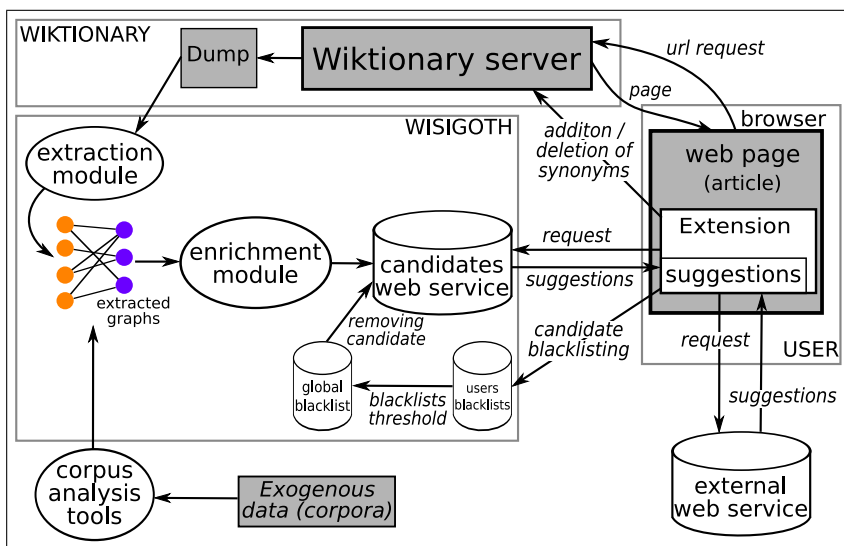 WIKTIONARY
Dump
Wiktionary server
url request
page
browser
WISIGOTH
additon /
deletion of
synonyms
web page
(article)
extraction
module
Extension
suggestions
enrichment
module
candidates
web service
request
suggestions
extracted
graphs
removing
candidate
candidate
blacklisting
USER
global
blacklist
blacklists
threshold
users
blacklists
request
suggestions
corpus
analysis
tools
Exogenous
data (corpora)
external
web service